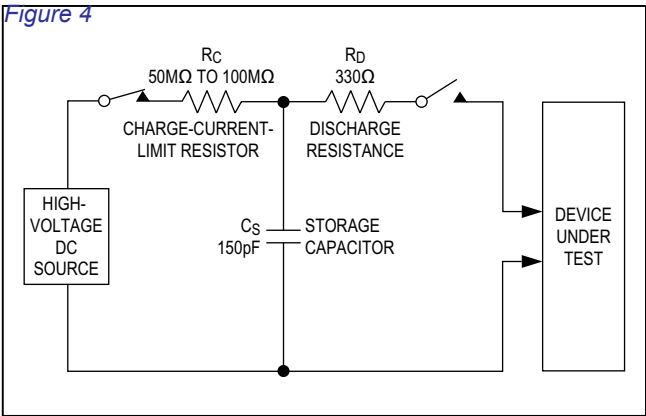 Figure 4
RC
50MΩ TO 100MΩ
CHARGE-CURRENT-
LIMIT RESISTOR
RD
330Ω
DISCHARGE
RESISTANCE
HIGH-
VOLTAGE
DC
SOURCE
CS
150pF
STORAGE
CAPACITOR
DEVICE
UNDER
TEST